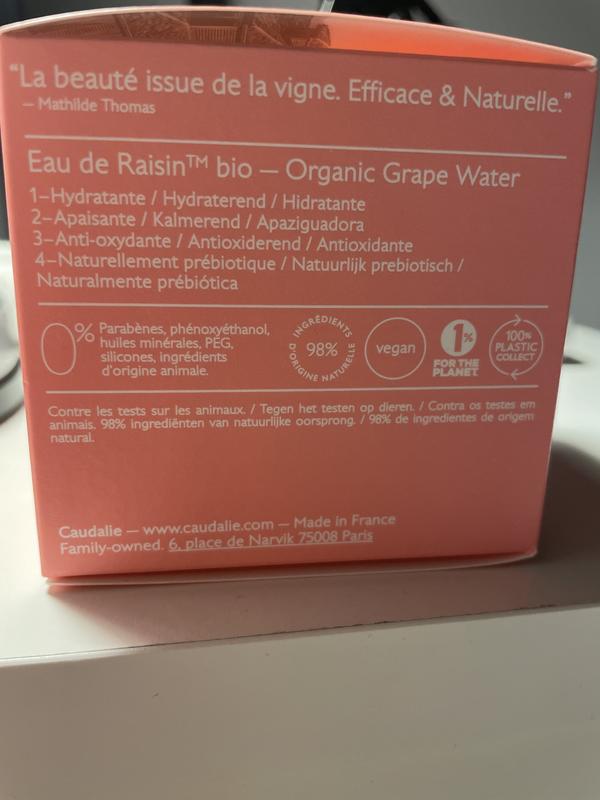 “La beauté issue de la vigne. Efficace & Naturelle.”
– Mathilde Thomas
Eau de Raisin™ bio – Organic Grape Water
1–Hydratante / Hydraterend / Hidratante
2–Apaisante / Kalmerend / Apaziguadora
3–Anti-oxydante / Antioxiderend / Antioxidante
4–Naturellement prébiotique / Natuurlijk prebiotisch /
Naturalmente prébiótica
0%
Parabènes, phénoxyéthanol,
huiles minérales, PEG,
silicones, ingrédients
d'origine animale.
INGRÉDIENTS
98%
D'ORIGINE NATURELLE
vegan
1%
FOR THE
PLANET
100%
PLASTIC
COLLECT
Contre les tests sur les animaux. / Tegen het testen op dieren. / Contra os testes em
animais. 98% ingrediënten van natuurlijke oorsprong. / 98% de ingredientes de origem
natural.
Caudalie – www.caudalie.com – Made in France
Family-owned. 6, place de Narvik 75008 Paris